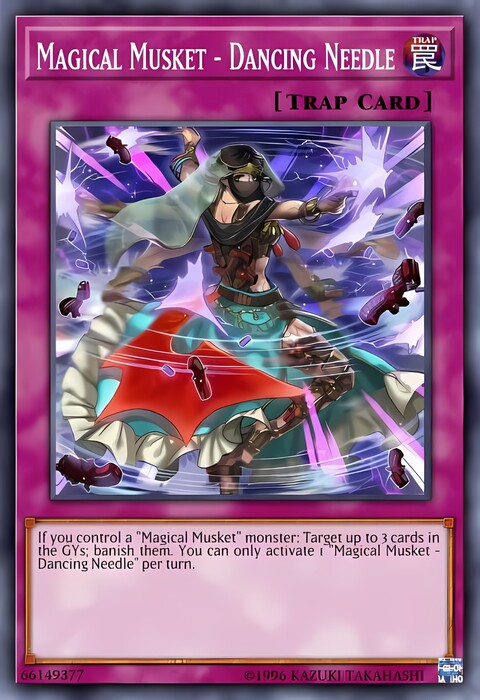 MAGICAL MUSKET - DANCING NEEDLE
TRAP
罠
[TRAP CARD]
If you control a "Magical Musket" monster: Target up to 3 cards in
the GYs; banish them. You can only activate 1 "Magical Musket -
Dancing Needle" per turn.
66149377
©1996 KAZUKI TAKAHASHI